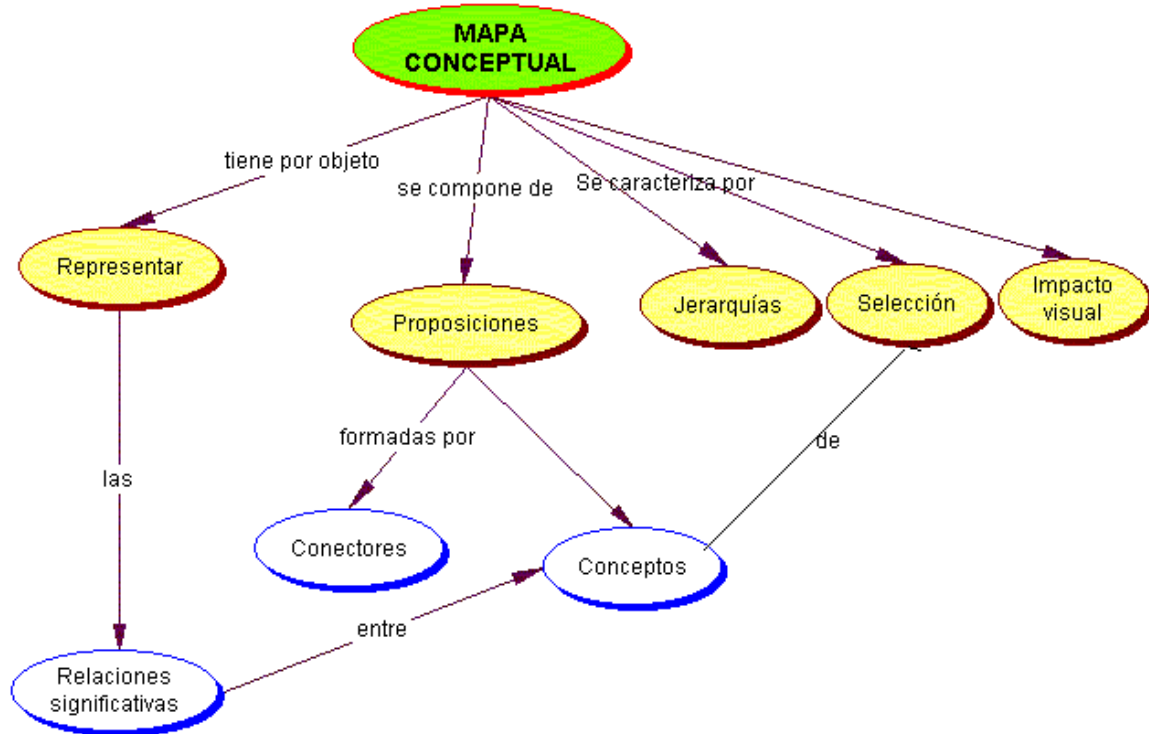 MAPA
CONCEPTUAL
tiene por objeto
se compone de
Se caracteriza por
Representar
Proposiciones
Jerarquías
Selección
Impacto
visual
formadas por
de
las
Conectores
Conceptos
entre
Relaciones
significativas